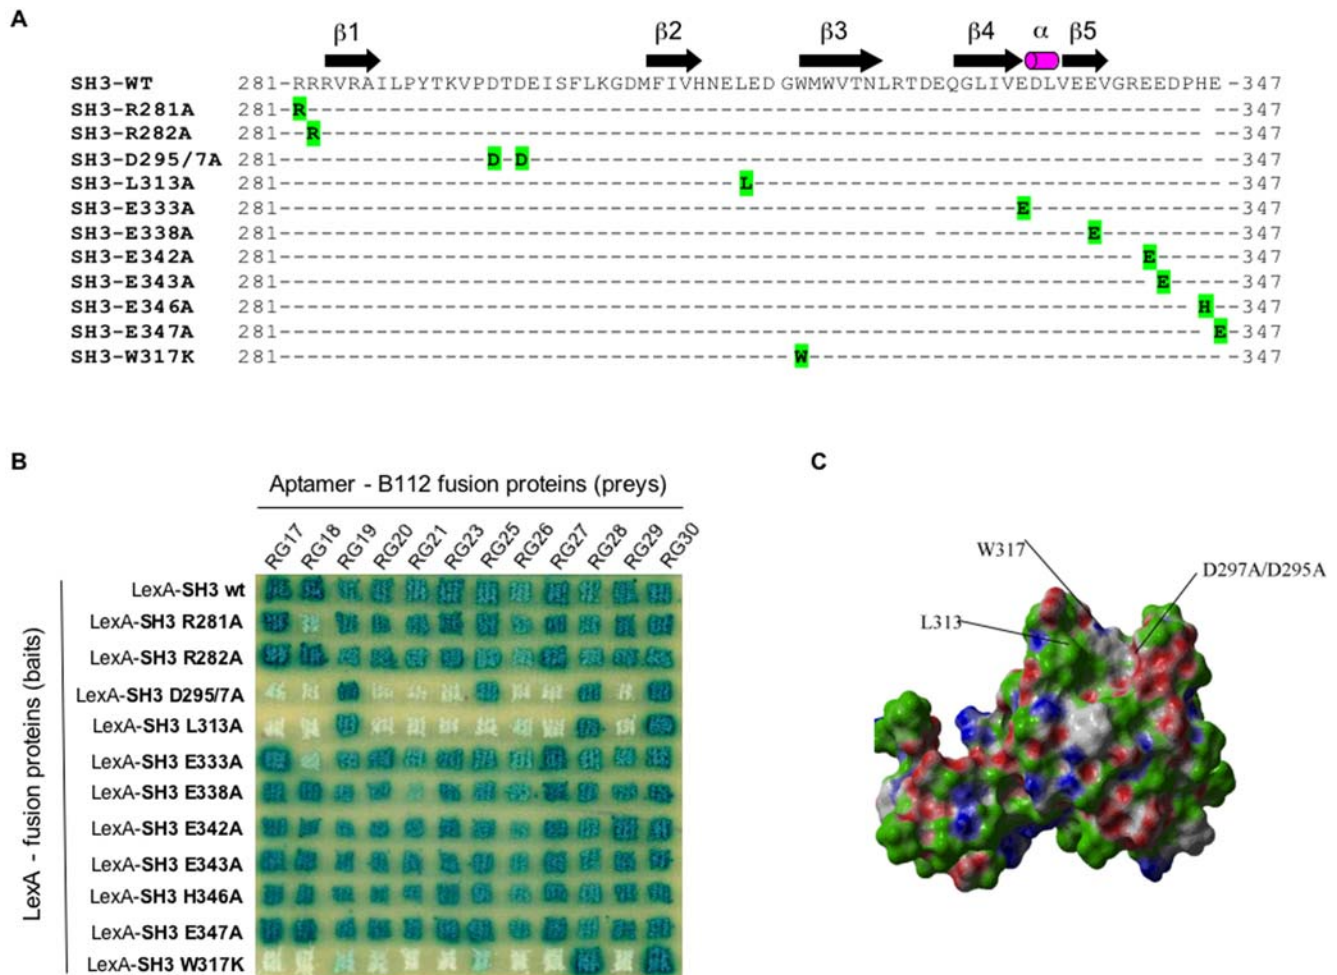 A
β1 β2 β3 β4 α β5
SH3-WT 281-RRRVRAILPYTKVPDTDEISFLKGDMFIVHNELEDGWMWVTNLRTDEQGLIVEDLVEEVGREEDPHE-347
SH3-R281A 281 R 347
SH3-R282A 281 R 347
SH3-D295/7A 281 D D 347
SH3-L313A 281 L 347
SH3-E333A 281 E 347
SH3-E338A 281 E 347
SH3-E342A 281 E 347
SH3-E343A 281 E 347
SH3-E346A 281 H 347
SH3-E347A 281 E 347
SH3-W317K 281 W 347
B
Aptamer - B112 fusion proteins (preys)
RG17 RG18 RG19 RG20 RG21 RG23 RG25 RG26 RG27 RG28 RG29 RG30
LexA - fusion proteins (baits)
LexA-SH3 wt
LexA-SH3 R281A
LexA-SH3 R282A
LexA-SH3 D295/7A
LexA-SH3 L313A
LexA-SH3 E333A
LexA-SH3 E338A
LexA-SH3 E342A
LexA-SH3 E343A
LexA-SH3 H346A
LexA-SH3 E347A
LexA-SH3 W317K
C
W317
D297A/D295A
L313